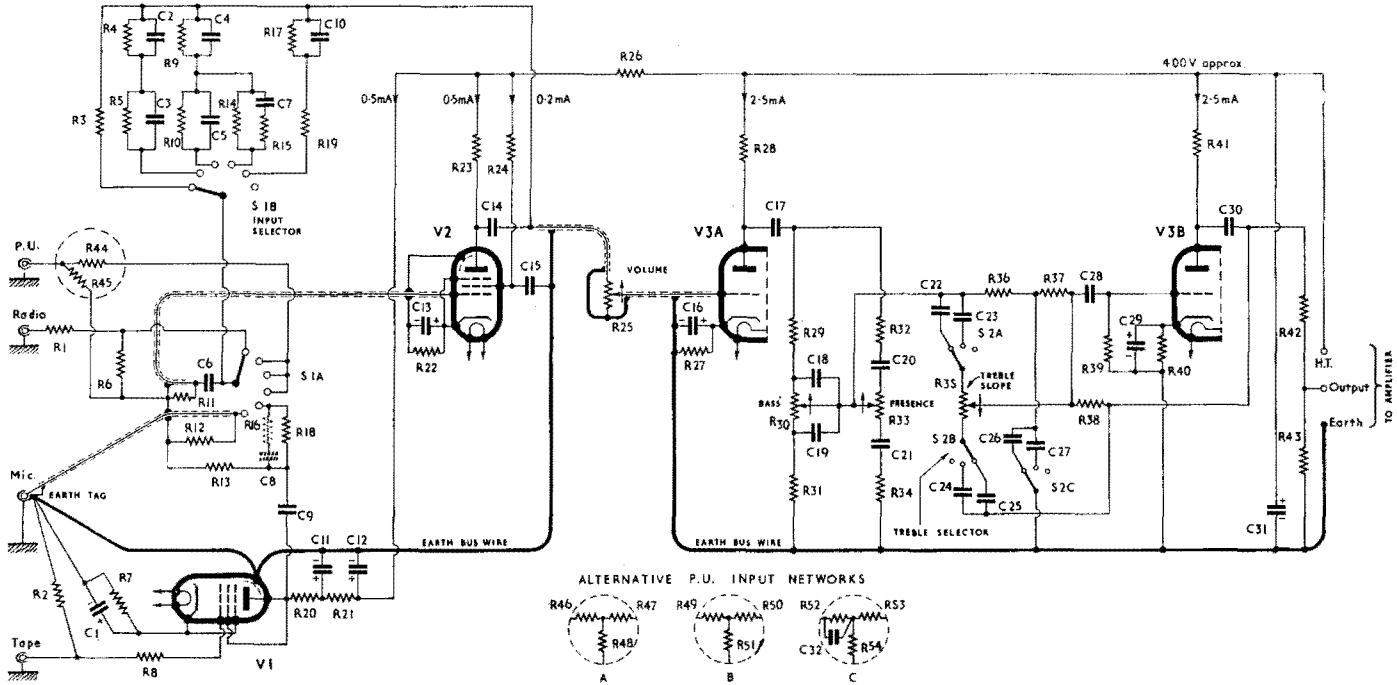 C2
C4
C10
R4
R17
R9
R26
400V approx.
0·5mA
0·5mA
0·2mA
2·5mA
2·5mA
R3
R5
C3
R14
C7
R10
C5
R15
R19
R23
R24
R28
R41
S1B
INPUT
SELECTOR
C14
C17
C30
P.U.
R44
R45
V2
V3A
V3B
VOLUME
C15
C13
C16
C22
R36
R37
C28
C23
S2A
Radio
R1
R22
R25
R27
R29
R32
C29
R42
R6
C6
S1A
C18
C20
R35
TREBLE
SLOPE
R39
R40
H.T.
R11
BASS
R30
PRESENCE
R33
Output
TO AMPLIFIER
R12
R16
R18
C19
C21
S2B
C26
R38
C27
Earth
R13
C8
R31
R34
C24
C25
S2C
R43
Mic.
EARTH TAG
C9
TREBLE SELECTOR
C31
C11
C12
EARTH BUS WIRE
EARTH BUS WIRE
R2
R7
C1
R20
R21
ALTERNATIVE P.U. INPUT NETWORKS
R46
R47
R49
R50
R52
R53
R48
R51
C32
R54
Tape
R8
V1
A
B
C